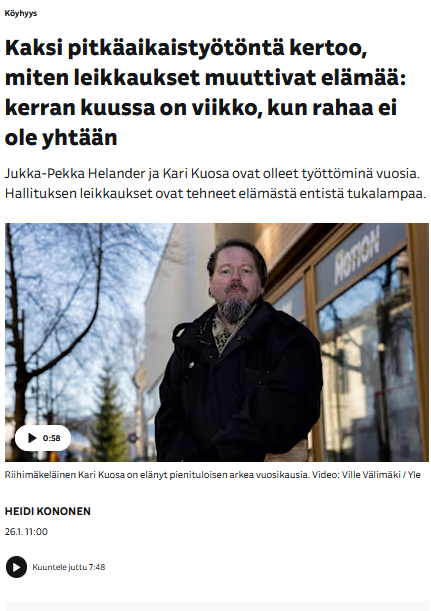 Köyhyys
Kaksi pitkäaikaistyötöntä kertoo,
miten leikkaukset muuttivat elämää:
kerran kuussa on viikko, kun rahaa ei
ole yhtään
Jukka-Pekka Helander ja Kari Kuosa ovat olleet työttöminä vuosia.
Hallituksen leikkaukset ovat tehneet elämästä entistä tukalampaa.
MOTION
0:58
Riihimäkeläinen Kari Kuosa on elänyt pienituloisen arkea vuosikausia. Video: Ville Välimäki / Yle
HEIDI KONONEN
26.1. 11:00
Kuuntele juttu 7:48